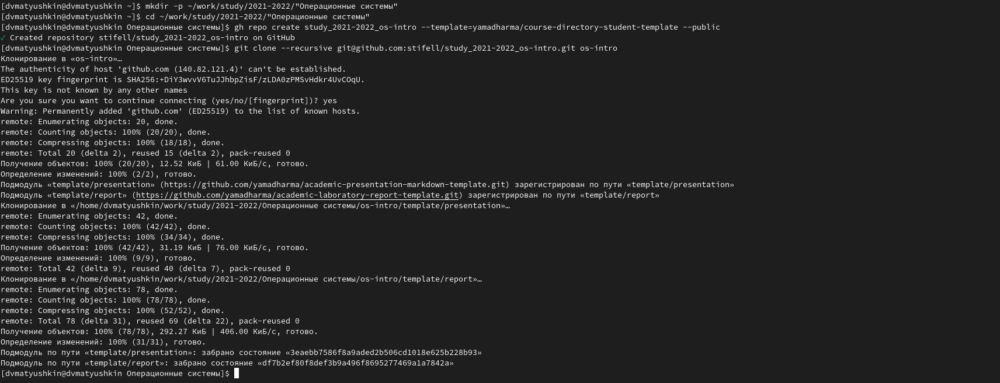 [dvmatyushkin@dvmatyushkin ~]$ mkdir -p ~/work/study/2021-2022/"Операционные системы"
[dvmatyushkin@dvmatyushkin ~]$ cd ~/work/study/2021-2022/"Операционные системы"
[dvmatyushkin@dvmatyushkin Операционные системы]$ gh repo create study_2021-2022_os-intro --template=yamadharma/course-directory-student-template --public
✓ Created repository stifell/study_2021-2022_os-intro on GitHub
[dvmatyushkin@dvmatyushkin Операционные системы]$ git clone --recursive git@github.com:stifell/study_2021-2022_os-intro.git os-intro
Клонирование в «os-intro»…
The authenticity of host 'github.com (140.82.121.4)' can't be established.
ED25519 key fingerprint is SHA256:+DiY3wvvV6TuJJhbpZisF/zLDA0zPMSvHdkr4UvCOqU.
This key is not known by any other names
Are you sure you want to continue connecting (yes/no/[fingerprint])? yes
Warning: Permanently added 'github.com' (ED25519) to the list of known hosts.
remote: Enumerating objects: 20, done.
remote: Counting objects: 100% (20/20), done.
remote: Compressing objects: 100% (18/18), done.
remote: Total 20 (delta 2), reused 15 (delta 2), pack-reused 0
Получение объектов: 100% (20/20), 12.52 КиБ | 61.00 КиБ/с, готово.
Определение изменений: 100% (2/2), готово.
Подмодуль «template/presentation» (https://github.com/yamadharma/academic-presentation-markdown-template.git) зарегистрирован по пути «template/presentation»
Подмодуль «template/report» (https://github.com/yamadharma/academic-laboratory-report-template.git) зарегистрирован по пути «template/report»
Клонирование в «/home/dvmatyushkin/work/study/2021-2022/Операционные системы/os-intro/template/presentation»…
remote: Enumerating objects: 42, done.
remote: Counting objects: 100% (42/42), done.
remote: Compressing objects: 100% (34/34), done.
Получение объектов: 100% (42/42), 31.19 КиБ | 76.00 КиБ/с, готово.
Определение изменений: 100% (9/9), готово.
remote: Total 42 (delta 9), reused 40 (delta 7), pack-reused 0
Клонирование в «/home/dvmatyushkin/work/study/2021-2022/Операционные системы/os-intro/template/report»…
remote: Enumerating objects: 78, done.
remote: Counting objects: 100% (78/78), done.
remote: Compressing objects: 100% (52/52), done.
remote: Total 78 (delta 31), reused 69 (delta 22), pack-reused 0
Получение объектов: 100% (78/78), 292.27 КиБ | 406.00 КиБ/с, готово.
Определение изменений: 100% (31/31), готово.
Подмодуль по пути «template/presentation»: забрано состояние «3eaebb7586f8a9aded2b506cd1018e625b228b93»
Подмодуль по пути «template/report»: забрано состояние «df7b2ef80f8def3b9a496f8695277469a1a7842a»
[dvmatyushkin@dvmatyushkin Операционные системы]$